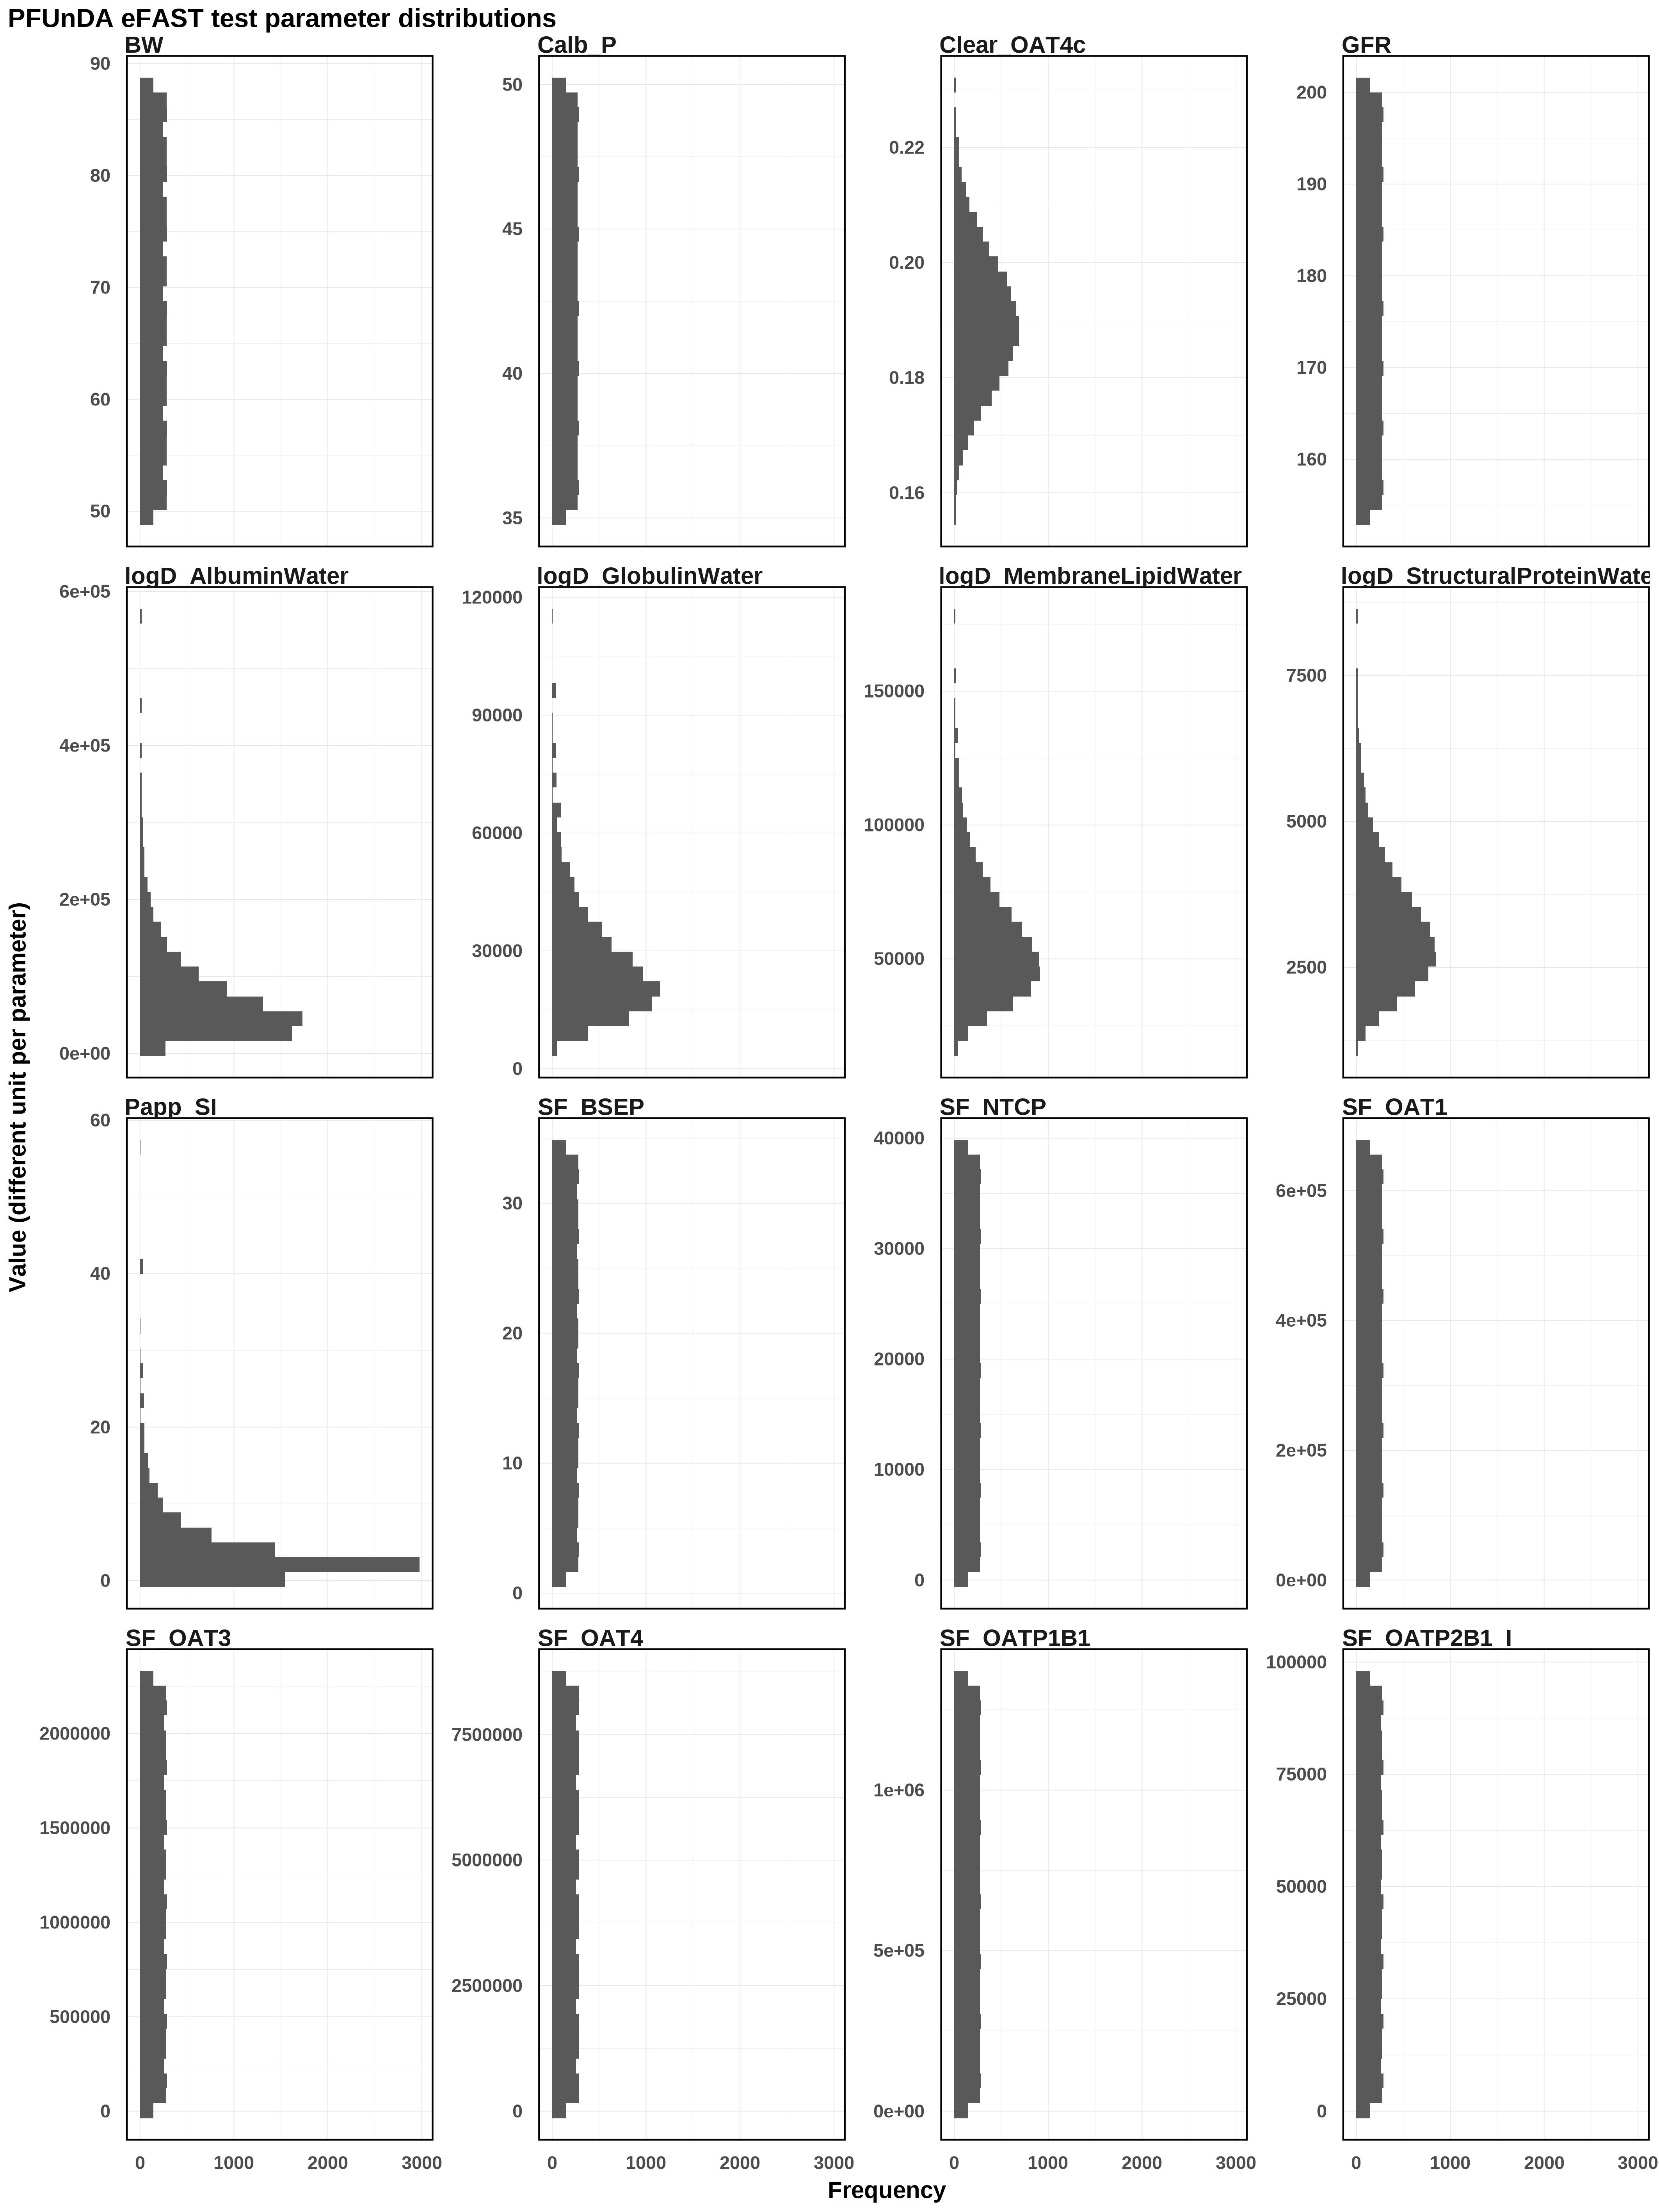 PFUnDA eFAST test parameter distributions
BW Calb_P Clear_OAT4c GFR
90
80
70
60
50
50
45
40
35
0.22
0.20
0.18
0.16
200
190
180
170
160
logD_AlbuminWater logD_GlobulinWater logD_MembraneLipidWater logD_StructuralProteinWate
6e+05
4e+05
2e+05
0e+00
120000
90000
60000
30000
0
150000
100000
50000
7500
5000
2500
Value (different unit per parameter)
Papp_SI SF_BSEP SF_NTCP SF_OAT1
60
40
20
0
30
20
10
0
40000
30000
20000
10000
0
6e+05
4e+05
2e+05
0e+00
SF_OAT3 SF_OAT4 SF_OATP1B1 SF_OATP2B1_I
2000000
1500000
1000000
500000
0
7500000
5000000
2500000
0
1e+06
5e+05
0e+00
100000
75000
50000
25000
0
0 1000 2000 3000 0 1000 2000 3000 0 1000 2000 3000 0 1000 2000 3000
Frequency